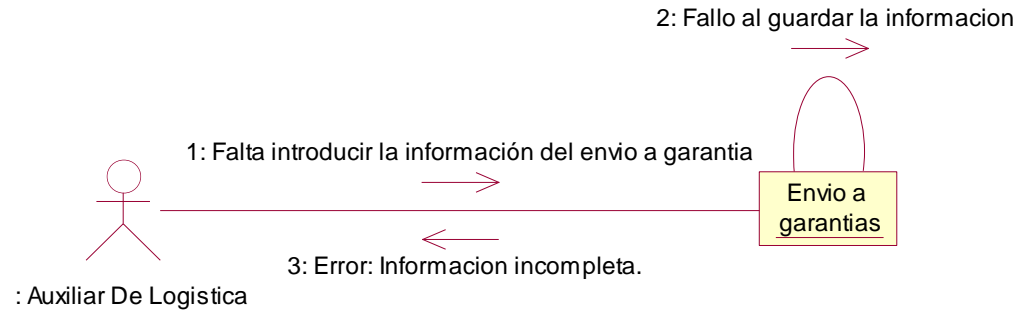 2: Fallo al guardar la informacion
1: Falta introducir la información del envio a garantia
Envio a
garantias
3: Error: Informacion incompleta.
: Auxiliar De Logistica